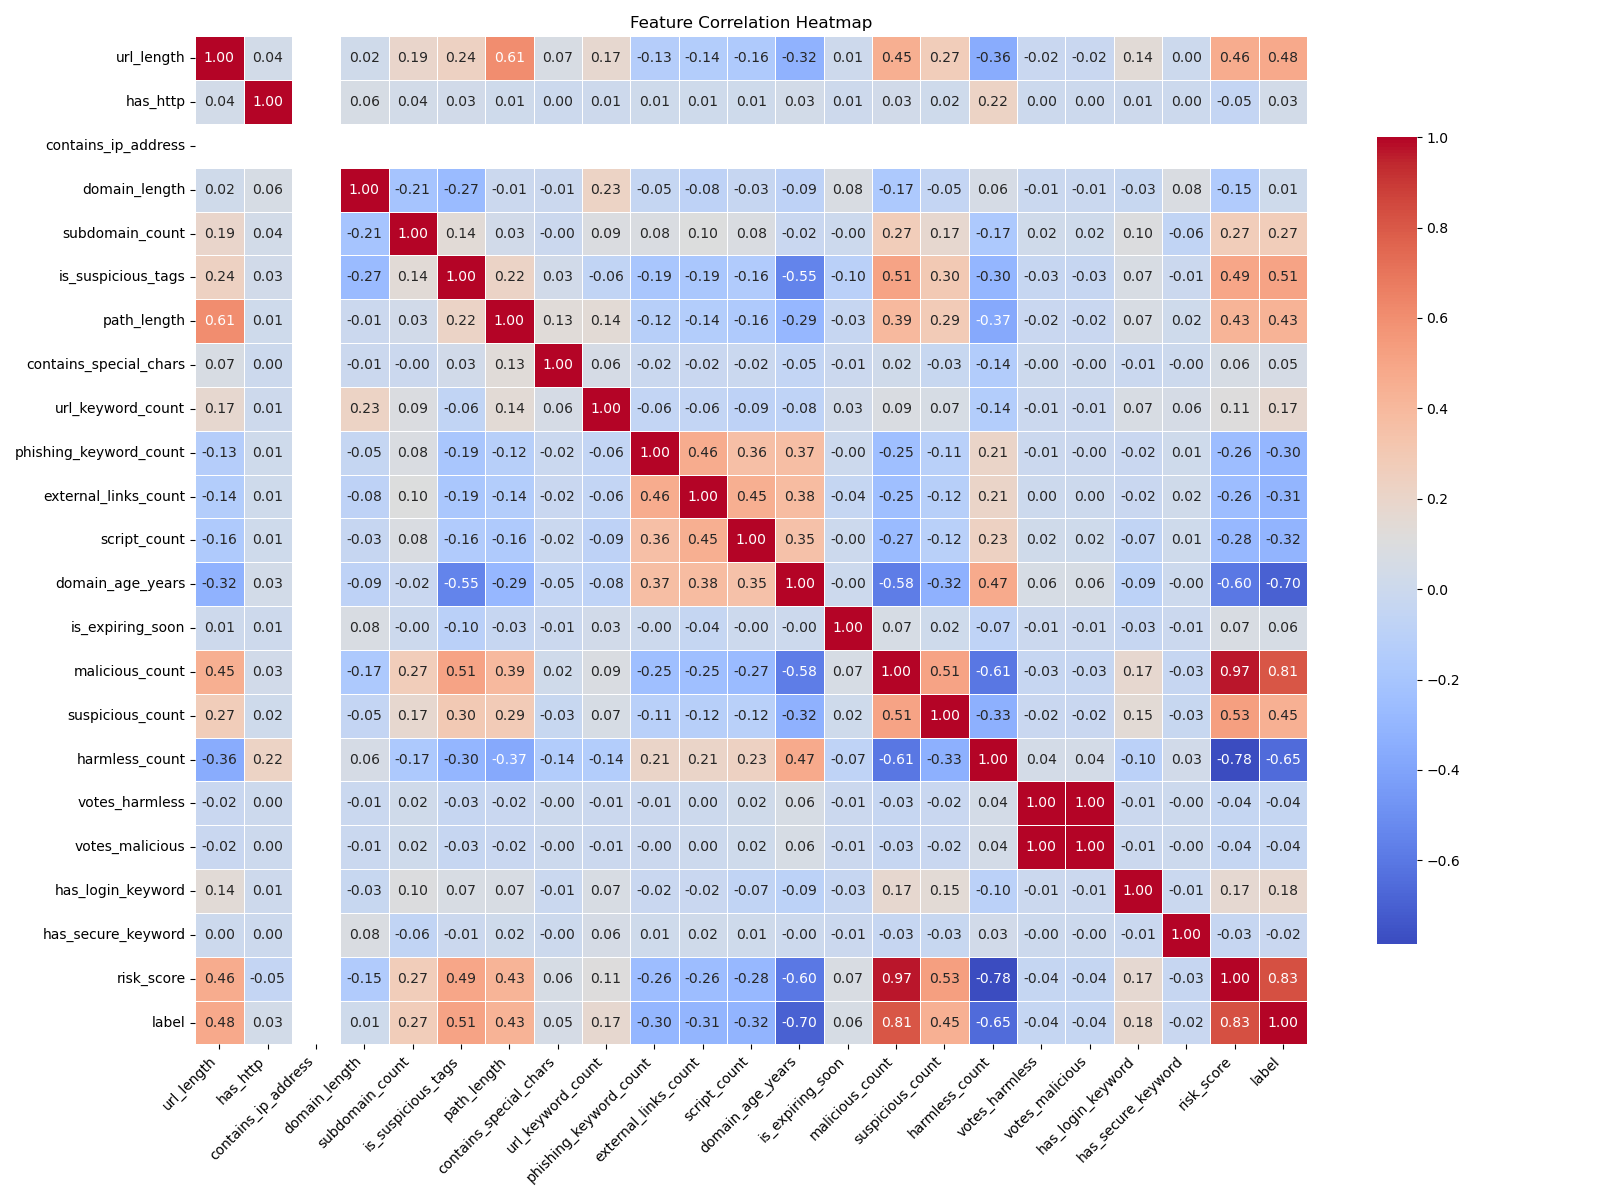 Feature Correlation Heatmap
url_length 1.00 0.04 0.02 0.19 0.24 0.61 0.07 0.17 -0.13 -0.14 -0.16 -0.32 0.01 0.45 0.27 -0.36 -0.02 -0.02 0.14 0.00 0.46 0.48
has_http 0.04 1.00 0.06 0.04 0.03 0.01 0.00 0.01 0.01 0.01 0.01 0.03 0.01 0.03 0.02 0.22 0.00 0.00 0.01 0.00 -0.05 0.03
contains_ip_address
domain_length 0.02 0.06 1.00 -0.21 -0.27 -0.01 -0.01 0.23 -0.05 -0.08 -0.03 -0.09 0.08 -0.17 -0.05 0.06 -0.01 -0.01 -0.03 0.08 -0.15 0.01
subdomain_count 0.19 0.04 -0.21 1.00 0.14 0.03 -0.00 0.09 0.08 0.10 0.08 -0.02 -0.00 0.27 0.17 -0.17 0.02 0.02 0.10 -0.06 0.27 0.27
is_suspicious_tags 0.24 0.03 -0.27 0.14 1.00 0.22 0.03 -0.06 -0.19 -0.19 -0.16 -0.55 -0.10 0.51 0.30 -0.30 -0.03 -0.03 0.07 -0.01 0.49 0.51
path_length 0.61 0.01 -0.01 0.03 0.22 1.00 0.13 0.14 -0.12 -0.14 -0.16 -0.29 -0.03 0.39 0.29 -0.37 -0.02 -0.02 0.07 0.02 0.43 0.43
contains_special_chars 0.07 0.00 -0.01 -0.00 0.03 0.13 1.00 0.06 -0.02 -0.02 -0.02 -0.05 -0.01 0.02 -0.03 -0.14 -0.00 -0.00 -0.01 -0.00 0.06 0.05
url_keyword_count 0.17 0.01 0.23 0.09 -0.06 0.14 0.06 1.00 -0.06 -0.06 -0.09 -0.08 0.03 0.09 0.07 -0.14 -0.01 -0.01 0.07 0.06 0.11 0.17
phishing_keyword_count -0.13 0.01 -0.05 0.08 -0.19 -0.12 -0.02 -0.06 1.00 0.46 0.36 0.37 -0.00 -0.25 -0.11 0.21 -0.01 -0.00 -0.02 0.01 -0.26 -0.30
external_links_count -0.14 0.01 -0.08 0.10 -0.19 -0.14 -0.02 -0.06 0.46 1.00 0.45 0.38 -0.04 -0.25 -0.12 0.21 0.00 0.00 -0.02 0.02 -0.26 -0.31
script_count -0.16 0.01 -0.03 0.08 -0.16 -0.16 -0.02 -0.09 0.36 0.45 1.00 0.35 -0.00 -0.27 -0.12 0.23 0.02 0.02 -0.07 0.01 -0.28 -0.32
domain_age_years -0.32 0.03 -0.09 -0.02 -0.55 -0.29 -0.05 -0.08 0.37 0.38 0.35 1.00 -0.00 -0.58 -0.32 0.47 0.06 0.06 -0.09 -0.00 -0.60 -0.70
is_expiring_soon 0.01 0.01 0.08 -0.00 -0.10 -0.03 -0.01 0.03 -0.00 -0.04 -0.00 -0.00 1.00 0.07 0.02 -0.07 -0.01 -0.01 -0.03 -0.01 0.07 0.06
malicious_count 0.45 0.03 -0.17 0.27 0.51 0.39 0.02 0.09 -0.25 -0.25 -0.27 -0.58 0.07 1.00 0.51 -0.61 -0.03 -0.03 0.17 -0.03 0.97 0.81
suspicious_count 0.27 0.02 -0.05 0.17 0.30 0.29 -0.03 0.07 -0.11 -0.12 -0.12 -0.32 0.02 0.51 1.00 -0.33 -0.02 -0.02 0.15 -0.03 0.53 0.45
harmless_count -0.36 0.22 0.06 -0.17 -0.30 -0.37 -0.14 -0.14 0.21 0.21 0.23 0.47 -0.07 -0.61 -0.33 1.00 0.04 0.04 -0.10 0.03 -0.78 -0.65
votes_harmless -0.02 0.00 -0.01 0.02 -0.03 -0.02 -0.00 -0.01 -0.01 0.00 0.02 0.06 -0.01 -0.03 -0.02 0.04 1.00 1.00 -0.01 -0.00 -0.04 -0.04
votes_malicious -0.02 0.00 -0.01 0.02 -0.03 -0.02 -0.00 -0.01 -0.00 0.00 0.02 0.06 -0.01 -0.03 -0.02 0.04 1.00 1.00 -0.01 -0.00 -0.04 -0.04
has_login_keyword 0.14 0.01 -0.03 0.10 0.07 0.07 -0.01 0.07 -0.02 -0.02 -0.07 -0.09 -0.03 0.17 0.15 -0.10 -0.01 -0.01 1.00 -0.01 0.17 0.18
has_secure_keyword 0.00 0.00 0.08 -0.06 -0.01 0.02 -0.00 0.06 0.01 0.02 0.01 -0.00 -0.01 -0.03 -0.03 0.03 -0.00 -0.00 -0.01 1.00 -0.03 -0.02
risk_score 0.46 -0.05 -0.15 0.27 0.49 0.43 0.06 0.11 -0.26 -0.26 -0.28 -0.60 0.07 0.97 0.53 -0.78 -0.04 -0.04 0.17 -0.03 1.00 0.83
label 0.48 0.03 0.01 0.27 0.51 0.43 0.05 0.17 -0.30 -0.31 -0.32 -0.70 0.06 0.81 0.45 -0.65 -0.04 -0.04 0.18 -0.02 0.83 1.00
url_length
has_http
contains_ip_address
domain_length
subdomain_count
is_suspicious_tags
path_length
contains_special_chars
url_keyword_count
phishing_keyword_count
external_links_count
script_count
domain_age_years
is_expiring_soon
malicious_count
suspicious_count
harmless_count
votes_harmless
votes_malicious
has_login_keyword
has_secure_keyword
risk_score
label
1.0
0.8
0.6
0.4
0.2
0.0
−0.2
−0.4
−0.6